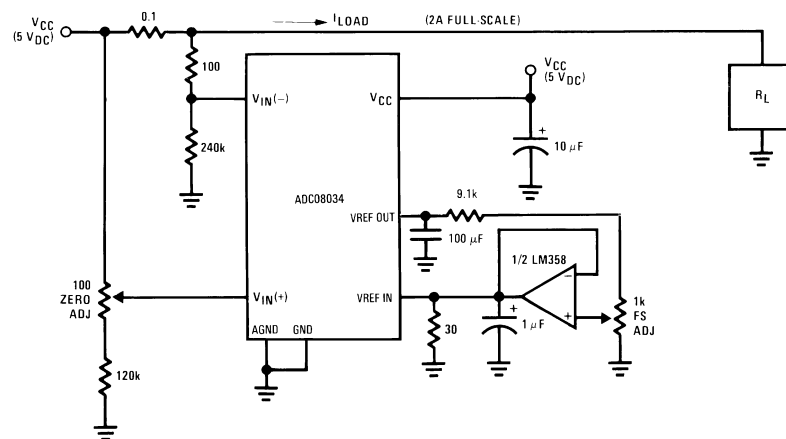 VCC
(5 VDC)
0.1
ILOAD
(2A FULL-SCALE)
100
VIN(−)
240k
VCC
VCC
(5 VDC)
+
10 μF
RL
ADC08034
VREF OUT
9.1k
100 μF
1/2 LM358
−
+
100
ZERO
ADJ
VIN(+)
VREF IN
30
+
1 μF
1k
FS
ADJ
AGND
GND
120k